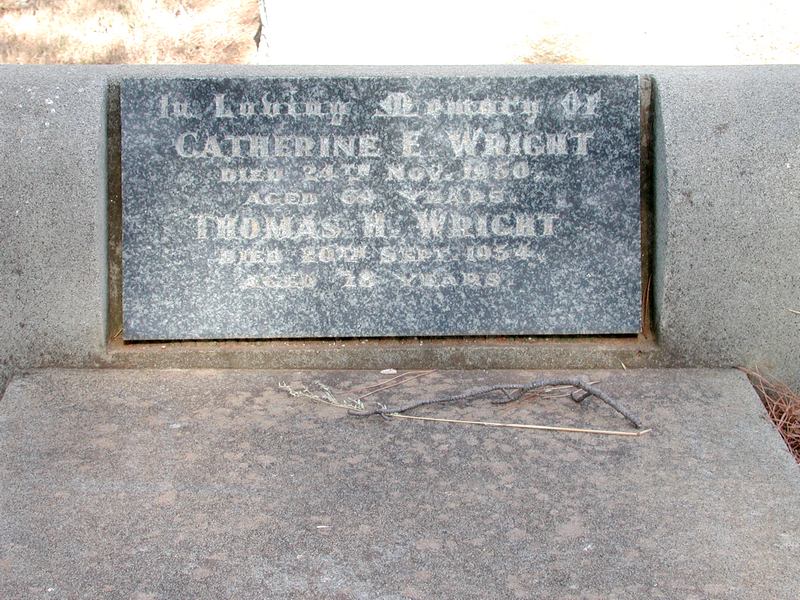 In Loving Memory Of
CATHERINE E. WRIGHT
DIED 24TH NOV. 1950.
AGED YEARS.
THOMAS H. WRIGHT
DIED 20TH SEPT. 1954.
AGED 78 YEARS.